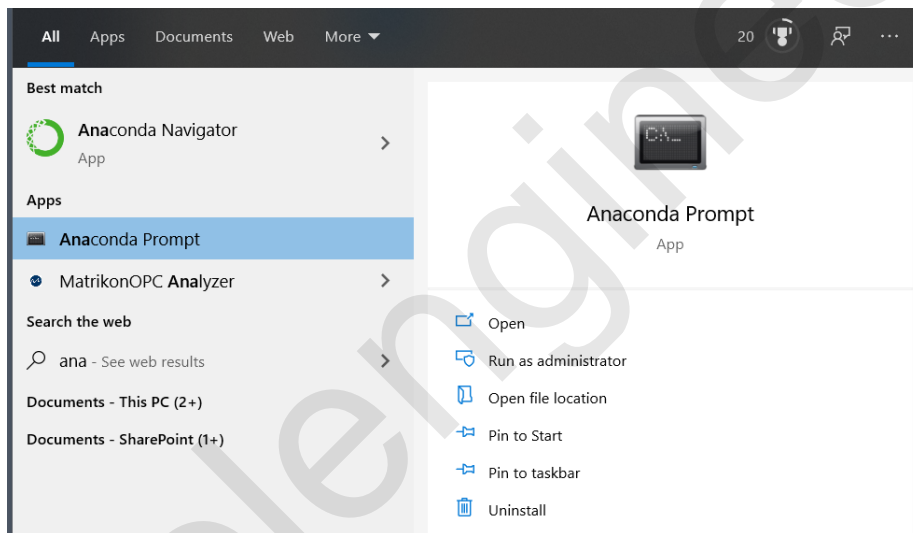 All Apps Documents Web More 20
Best match
Anaconda Navigator
App
Apps
Anaconda Prompt
MatrikonOPC Analyzer
Search the web
ana - See web results
Documents - This PC (2+)
Documents - SharePoint (1+)
C:\_
Anaconda Prompt
App
Open
Run as administrator
Open file location
Pin to Start
Pin to taskbar
Uninstall